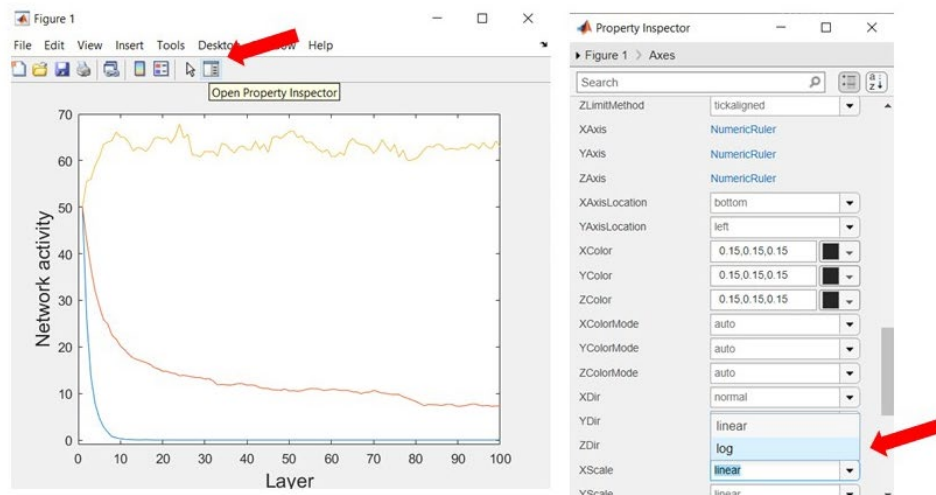 Figure 1
File Edit View Insert Tools Desktop Help
Open Property Inspector
70
60
50
40
30
20
10
0
Network activity
0 10 20 30 40 50 60 70 80 90 100
Layer
Property Inspector
Figure 1 > Axes
Search
ZLimitMethod tickaligned
XAxis NumericRuler
YAxis NumericRuler
ZAxis NumericRuler
XAxisLocation bottom
YAxisLocation left
XColor 0.15,0.15,0.15
YColor 0.15,0.15,0.15
ZColor 0.15,0.15,0.15
XColorMode auto
YColorMode auto
ZColorMode auto
XDir normal
YDir linear
ZDir log
XScale linear
YScale linear